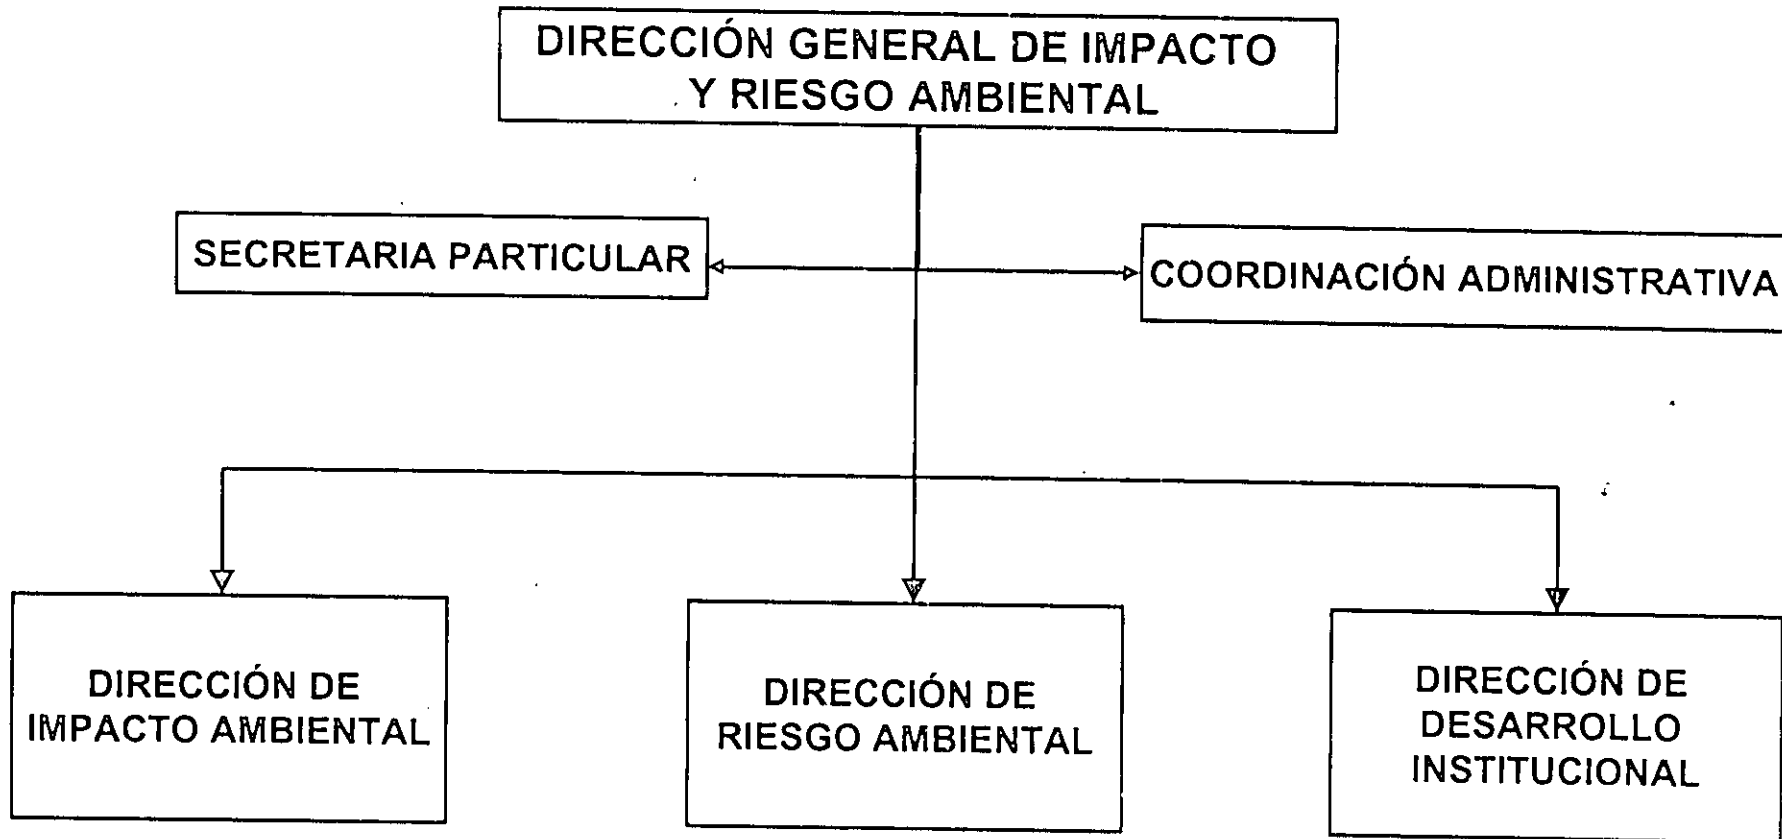 DIRECCIÓN GENERAL DE IMPACTO
Y RIESGO AMBIENTAL
SECRETARIA PARTICULAR
COORDINACIÓN ADMINISTRATIVA
DIRECCIÓN DE
IMPACTO AMBIENTAL
DIRECCIÓN DE
RIESGO AMBIENTAL
DIRECCIÓN DE
DESARROLLO
INSTITUCIONAL